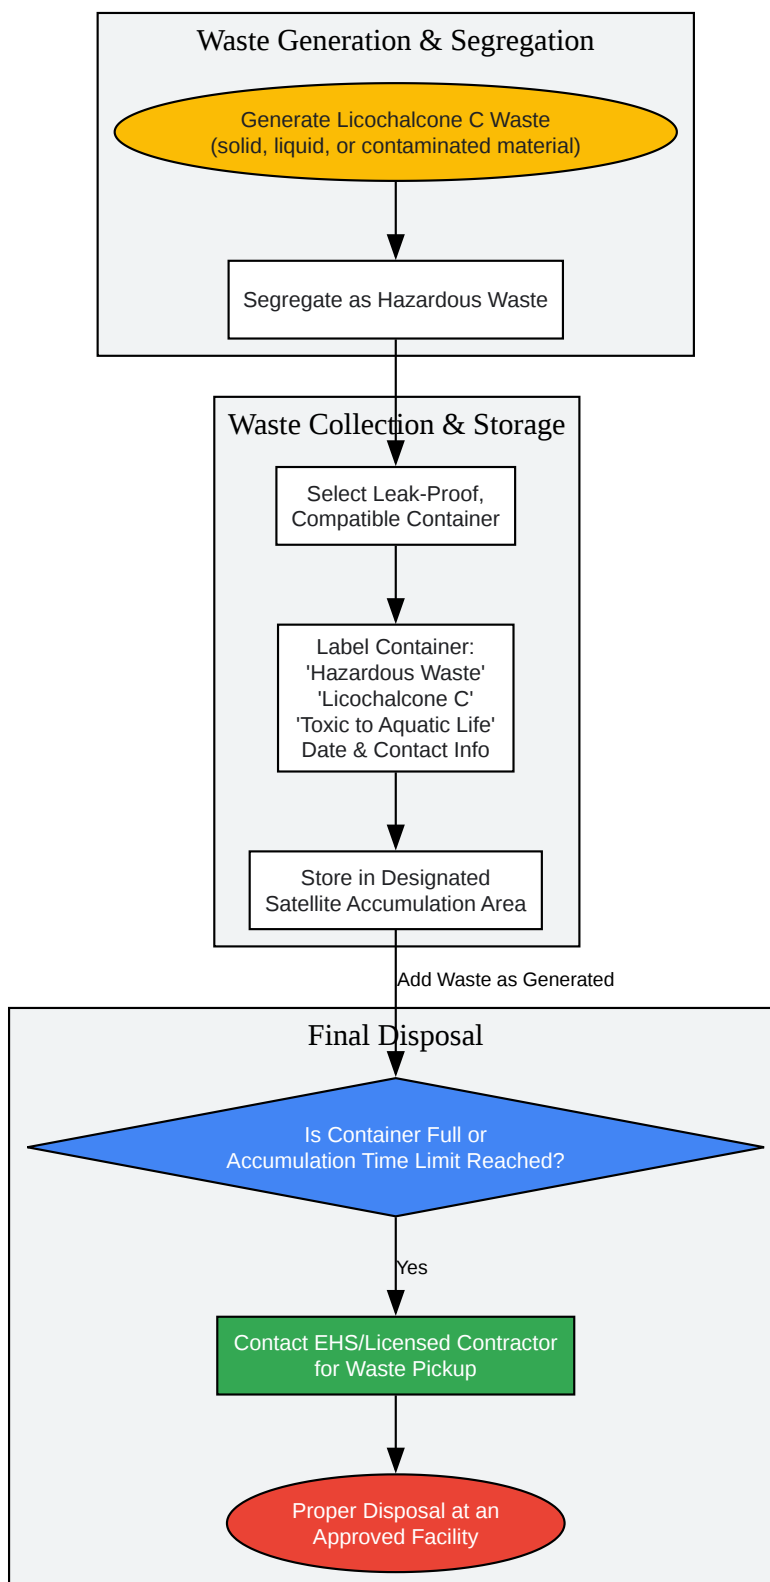 Waste Generation & Segregation
Generate Licochalcone C Waste
(solid, liquid, or contaminated material)
Segregate as Hazardous Waste
Waste Collection & Storage
Select Leak-Proof,
Compatible Container
Label Container:
'Hazardous Waste'
'Licochalcone C'
'Toxic to Aquatic Life'
Date & Contact Info
Store in Designated
Satellite Accumulation Area
Add Waste as Generated
Final Disposal
Is Container Full or
Accumulation Time Limit Reached?
Yes
Contact EHS/Licensed Contractor
for Waste Pickup
Proper Disposal at an
Approved Facility